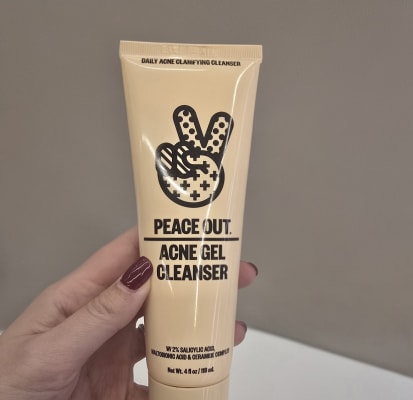 DAILY ACNE CLARIFYING CLEANSER
PEACE OUT.
ACNE GEL
CLEANSER
W/ 2% SALICYLIC ACID,
MALTOBIONIC ACID & CERAMIDE COMPLEX
Net Wt. 4 fl oz / 118 mL